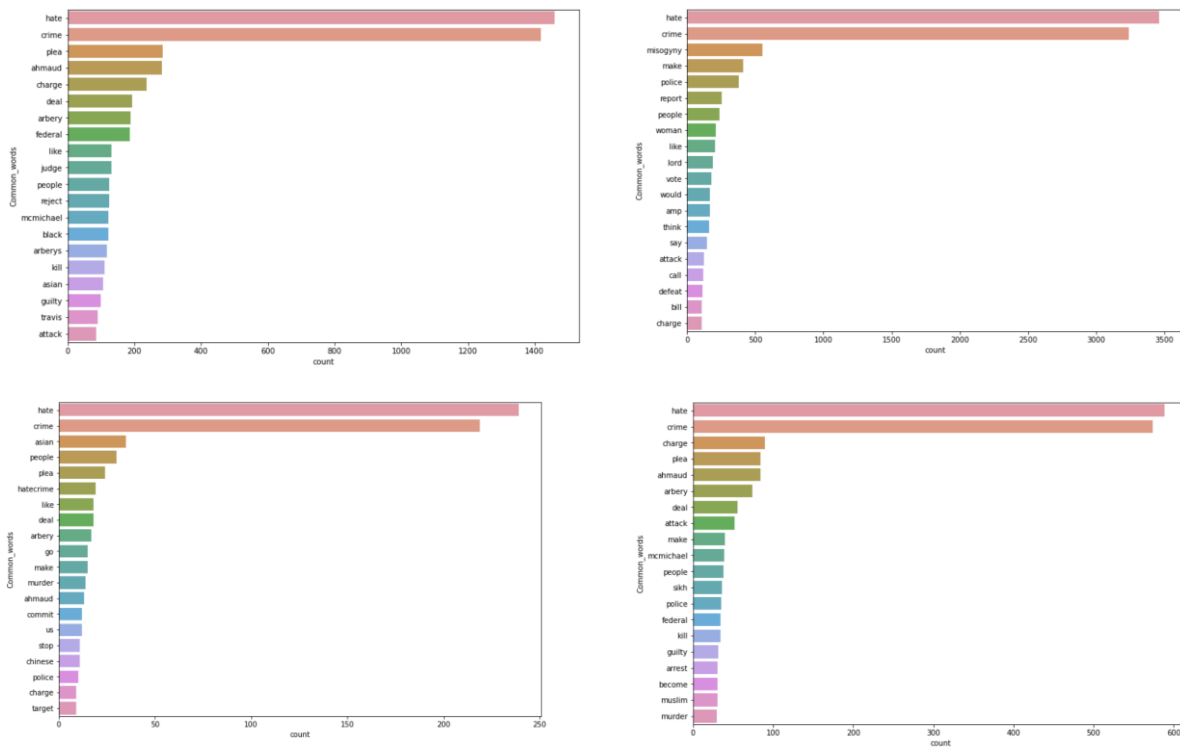 hate
crime
plea
ahmaud
charge
deal
arbery
federal
like
judge
people
reject
mcmichael
black
arberys
kill
asian
guilty
travis
attack
Common_words
0 200 400 600 800 1000 1200 1400
count
hate
crime
misogyny
make
police
report
people
woman
like
lord
vote
would
amp
think
say
attack
call
defeat
bill
charge
Common_words
0 500 1000 1500 2000 2500 3000 3500
count
hate
crime
asian
people
plea
hatecrime
like
deal
arbery
go
make
murder
ahmaud
commit
us
stop
chinese
police
charge
target
Common_words
0 50 100 150 200 250
count
hate
crime
charge
plea
ahmaud
arbery
deal
attack
make
mcmichael
people
sikh
police
federal
kill
guilty
arrest
become
muslim
murder
Common_words
0 100 200 300 400 500 600
count